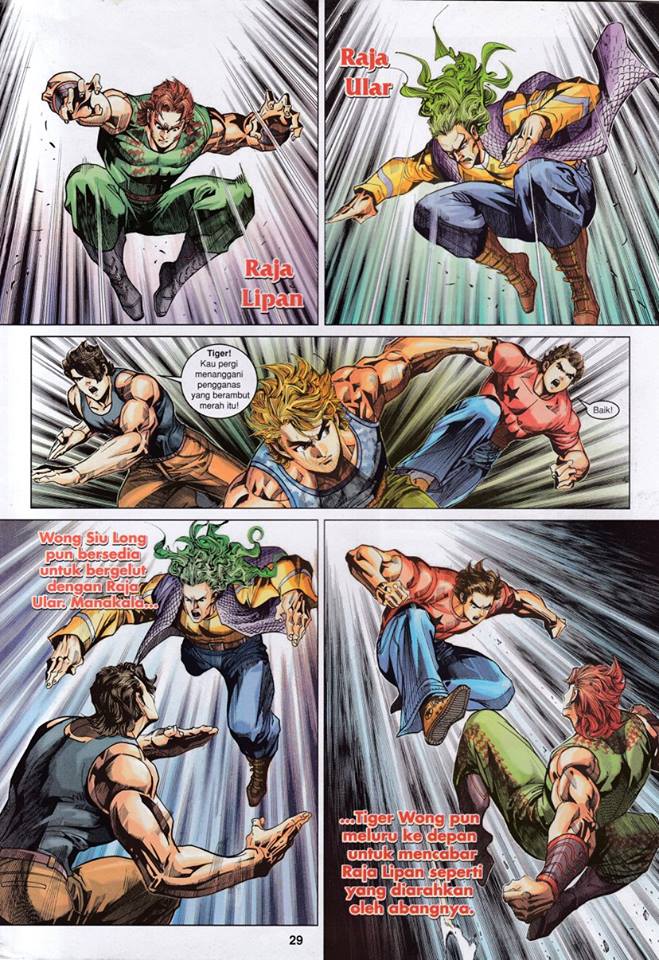 Raja
Lipan
Raja
Ular
Tiger!
Kau pergi
menanggani
pengganas
yang berambut
merah itu!
Baik!
Wong Siu Long
pun bersedia
untuk bergelut
dengan Raja
Ular. Manakala...
...Tiger Wong pun
meluru ke depan
untuk mencabar
Raja Lipan seperti
yang diarahkan
oleh abangnya.
29